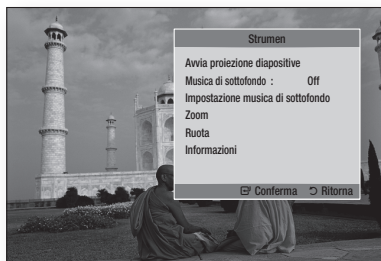 Strumen
Avvia proiezione diapositive
Musica di sottofondo : Off
Impostazione musica di sottofondo
Zoom
Ruota
Informazioni
Conferma Ritorna